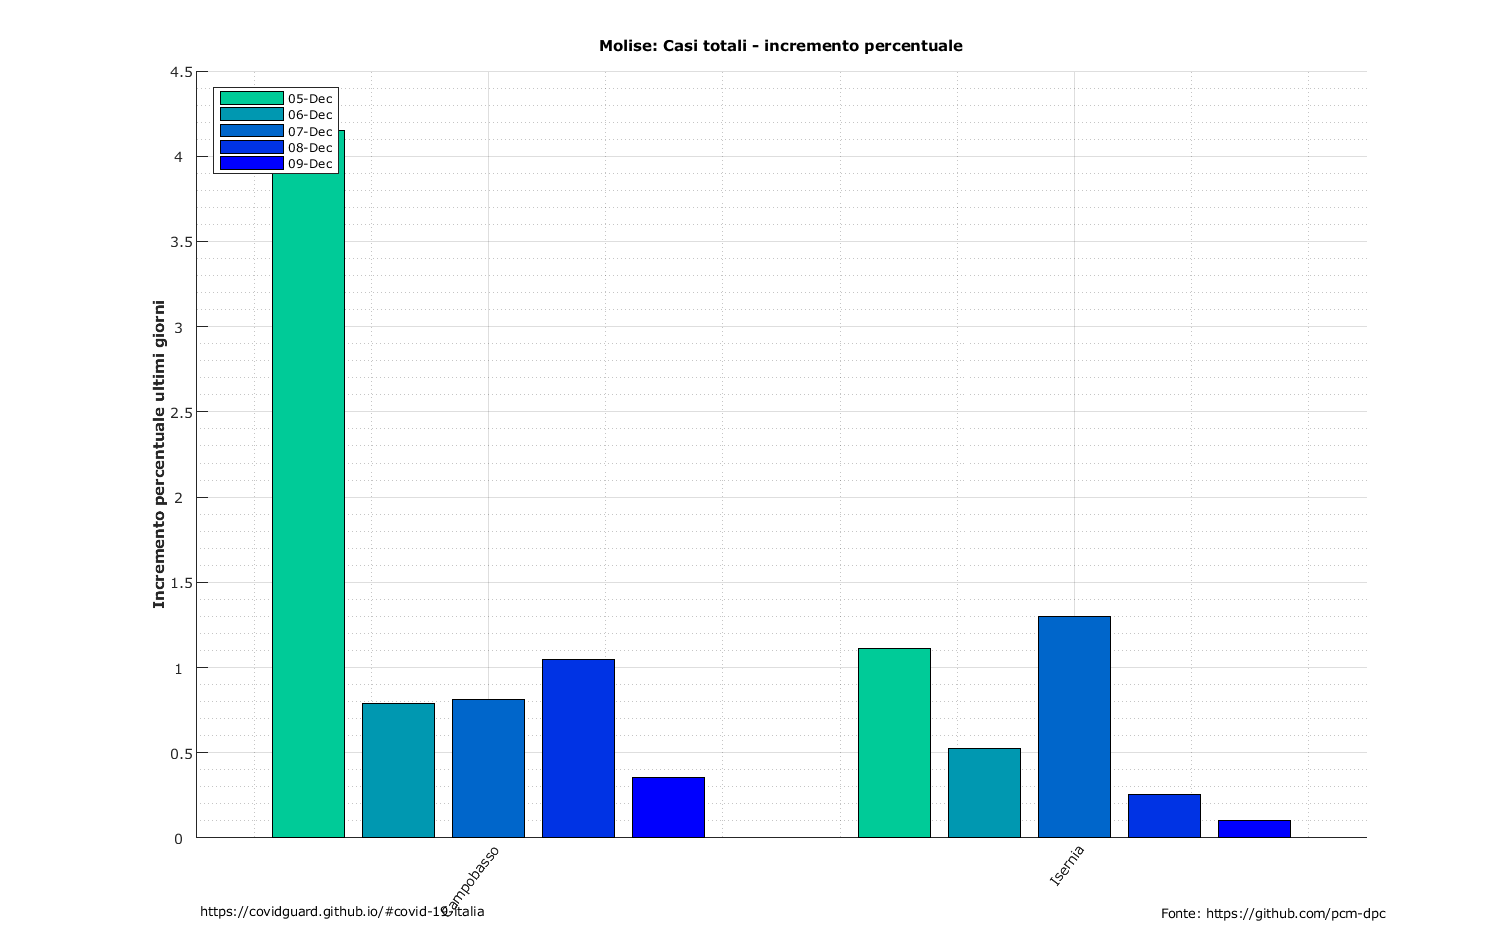 Molise: Casi totali - incremento percentuale
4.5
4
3.5
3
2.5
2
1.5
1
0.5
0
Incremento percentuale ultimi giorni
05-Dec
06-Dec
07-Dec
08-Dec
09-Dec
Campobasso
Isernia
https://covidguard.github.io/#covid-19-italia
Fonte: https://github.com/pcm-dpc